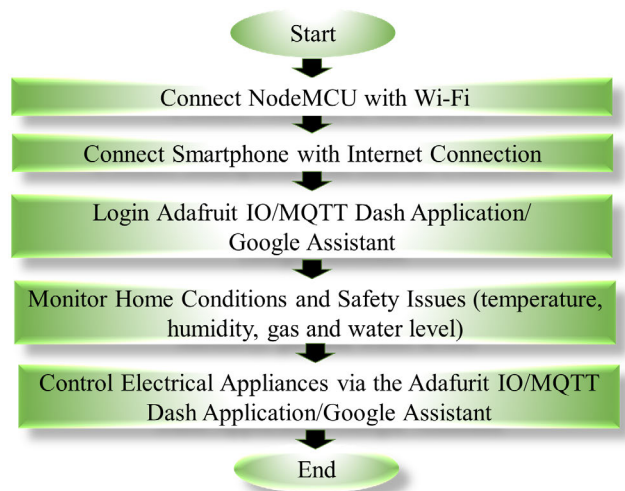 Start
Connect NodeMCU with Wi-Fi
Connect Smartphone with Internet Connection
Login Adafruit IO/MQTT Dash Application/
Google Assistant
Monitor Home Conditions and Safety Issues (temperature,
humidity, gas and water level)
Control Electrical Appliances via the Adafurit IO/MQTT
Dash Application/Google Assistant
End